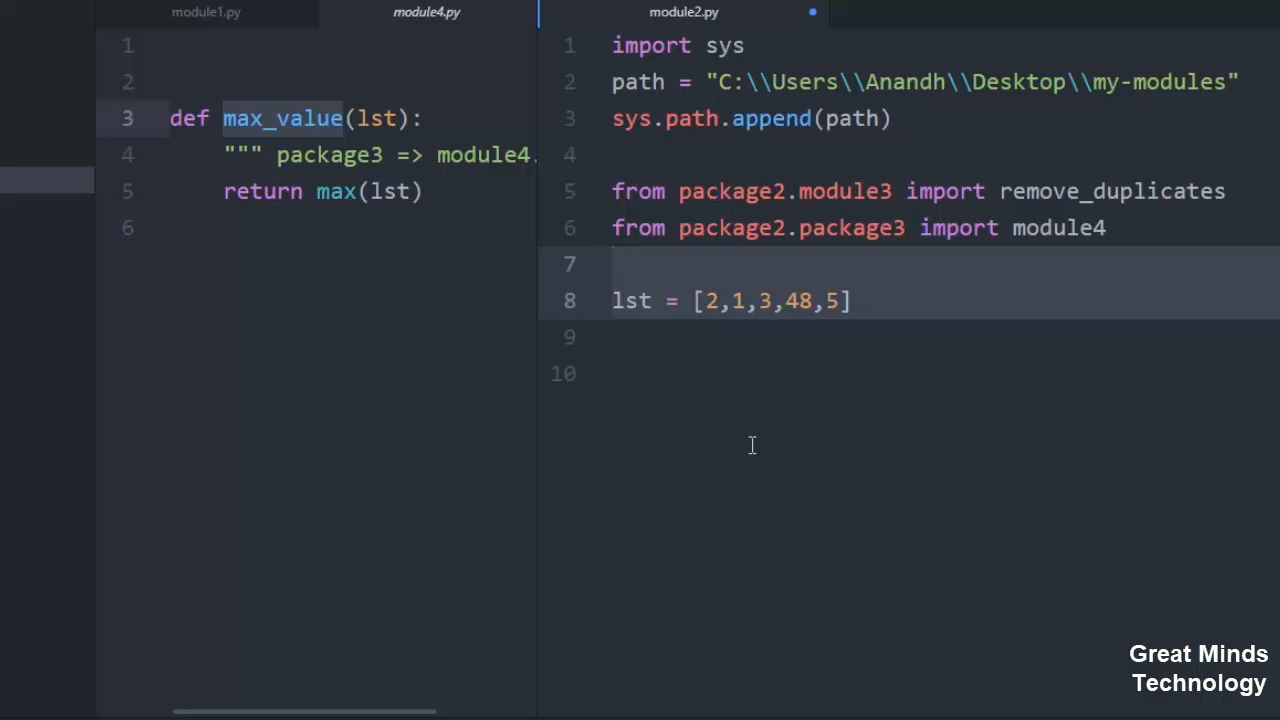 module1.py
module4.py
module2.py
1
2
3 def max_value(lst):
4 """ package3 => module4.
5 return max(lst)
6
1 import sys
2 path = "C:\\Users\\Anandh\\Desktop\\my-modules"
3 sys.path.append(path)
4
5 from package2.module3 import remove_duplicates
6 from package2.package3 import module4
7
8 lst = [2,1,3,48,5]
9
10
Great Minds
Technology